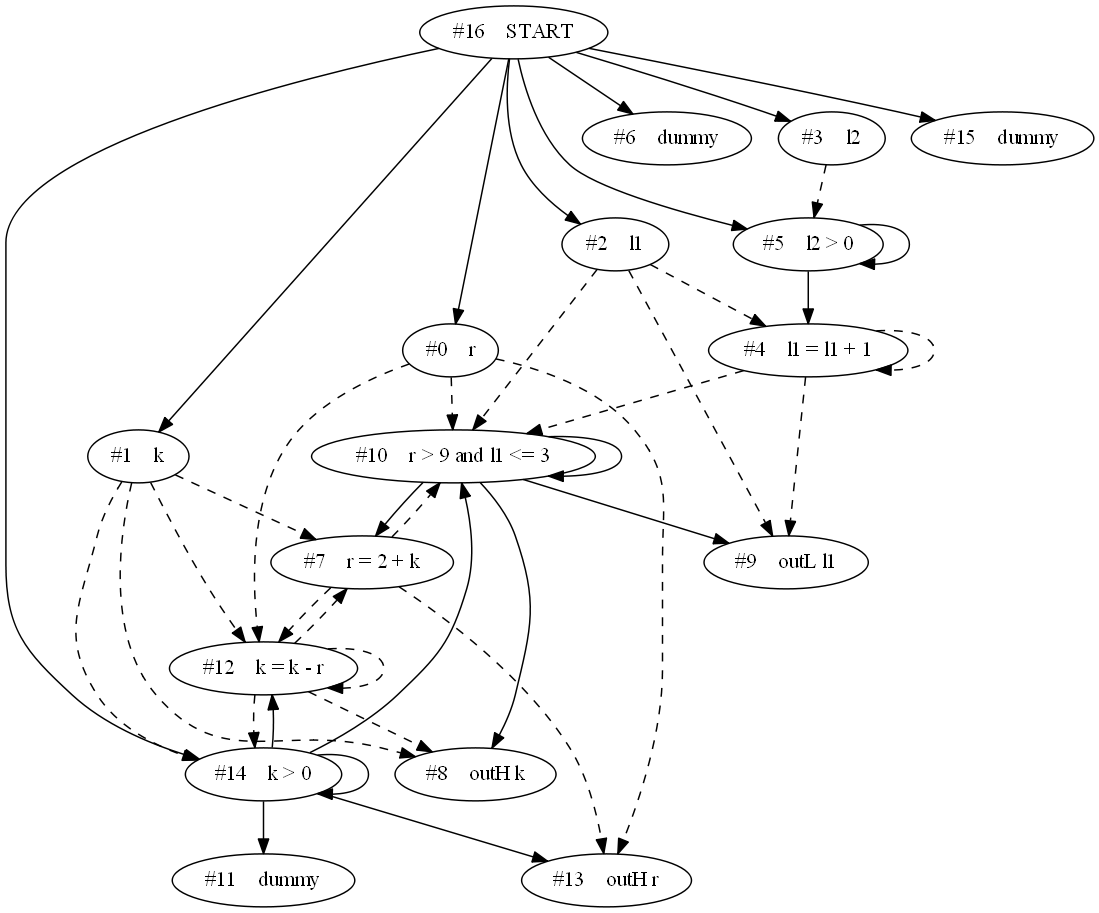 #16 START
#6 dummy
#3 l2
#15 dummy
#2 l1
#5 l2 > 0
#0 r
#4 l1 = l1 + 1
#1 k
#10 r > 9 and l1 <= 3
#7 r = 2 + k
#9 outL l1
#12 k = k - r
#14 k > 0
#8 outH k
#11 dummy
#13 outH r